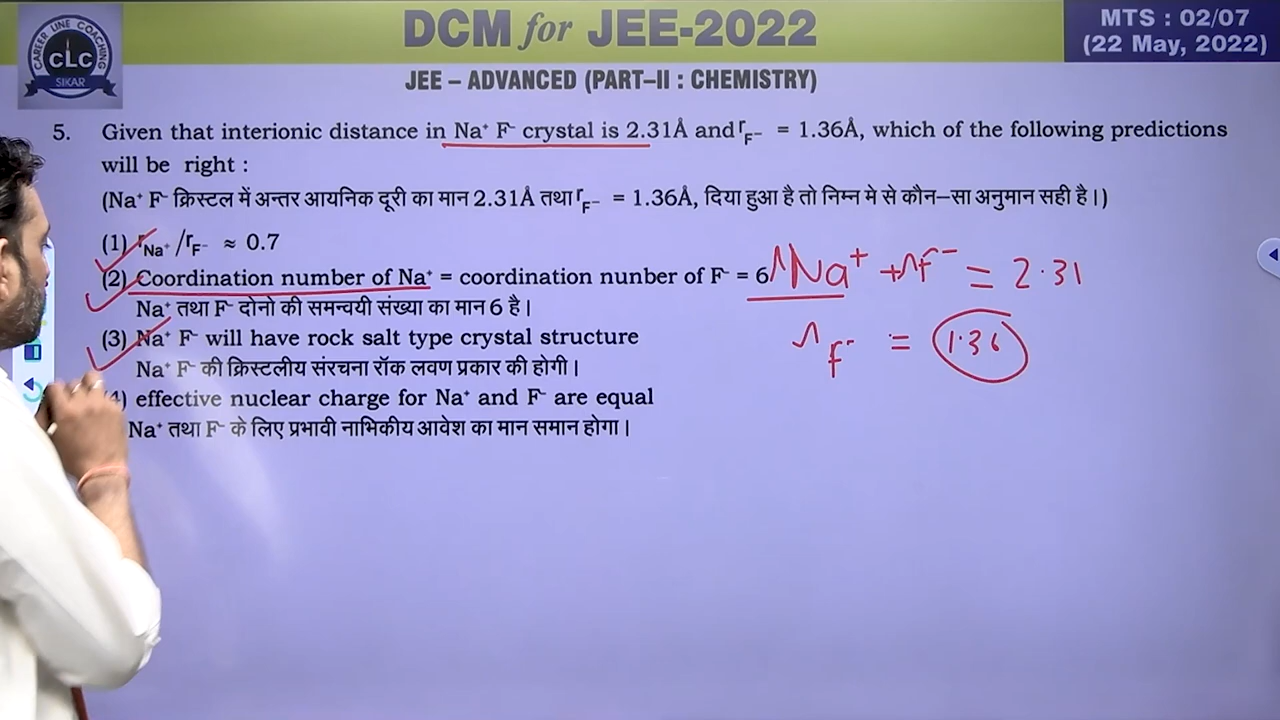 DCM for JEE-2022
MTS : 02/07
(22 May, 2022)
CAREER LINE COACHING
CLC
SIKAR
JEE – ADVANCED (PART–II : CHEMISTRY)
5. Given that interionic distance in Na⁺ F⁻ crystal is 2.31Å and r_F⁻ = 1.36Å, which of the following predictions
will be right :
(Na⁺ F⁻ क्रिस्टल में अन्तर आयनिक दूरी का मान 2.31Å तथा r_F⁻ = 1.36Å, दिया हुआ है तो निम्न मे से कौन–सा अनुमान सही है।)
(1) r_Na⁺/r_F⁻ ≈ 0.7
(2) Coordination number of Na⁺ = coordination nunber of F⁻ = 6
Na⁺ तथा F⁻ दोनो की समन्वयी संख्या का मान 6 है।
(3) Na⁺ F⁻ will have rock salt type crystal structure
Na⁺ F⁻ की क्रिस्टलीय संरचना रॉक लवण प्रकार की होगी।
(4) effective nuclear charge for Na⁺ and F⁻ are equal
Na⁺ तथा F⁻ के लिए प्रभावी नाभिकीय आवेश का मान समान होगा।
r Na⁺ + r F⁻ = 2.31
r F⁻ = 1.36